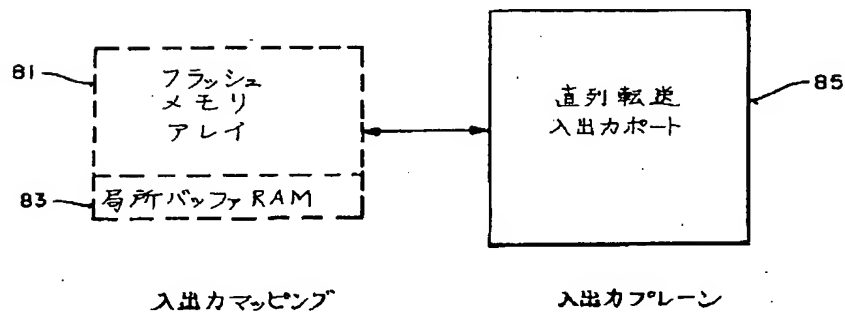 81
フラッシュ
メモリ
アレイ
83
局所バッファRAM
直列転送
入出力ポート
85
入出力マッピング
入出力プレーン